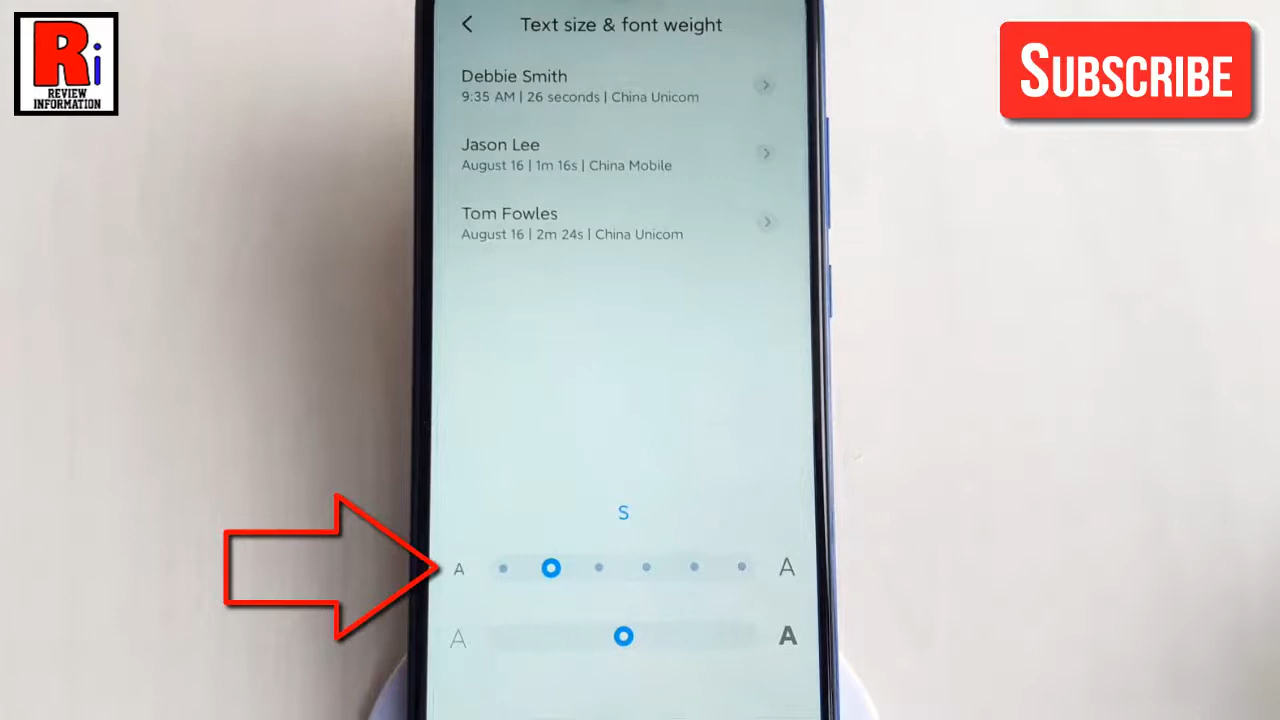 Ri
REVIEW
INFORMATION
SUBSCRIBE
Text size & font weight
Debbie Smith
9:35 AM | 26 seconds | China Unicom
Jason Lee
August 16 | 1m 16s | China Mobile
Tom Fowles
August 16 | 2m 24s | China Unicom
S
A A
A A